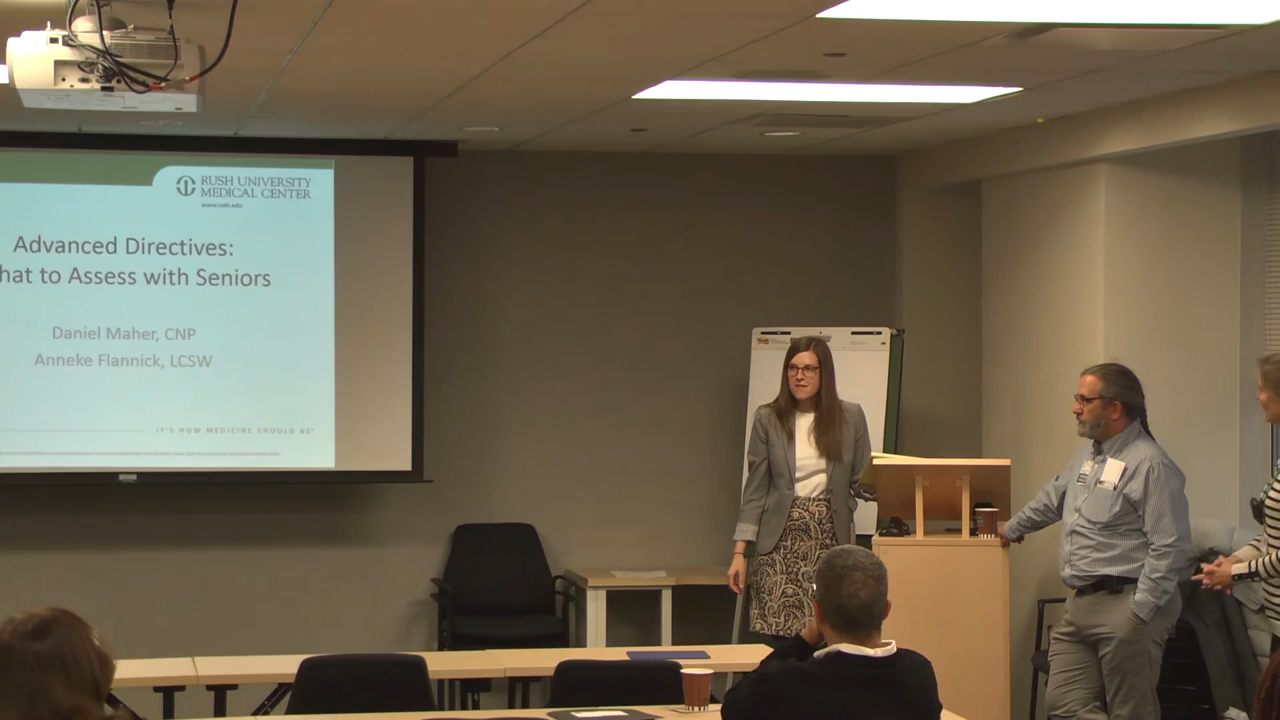 RUSH UNIVERSITY
MEDICAL CENTER
www.rush.edu
Advanced Directives:
hat to Assess with Seniors
Daniel Maher, CNP
Anneke Flannick, LCSW
IT'S HOW MEDICINE SHOULD BE